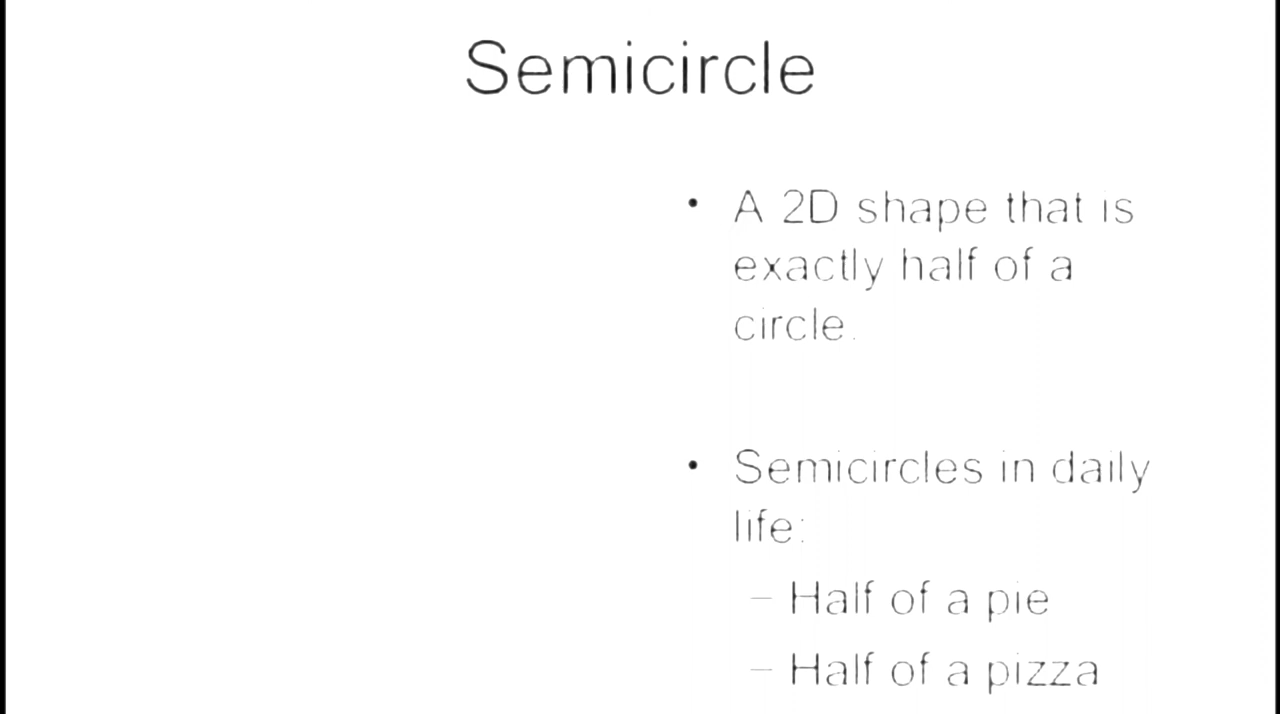 Semicircle
• A 2D shape that is
exactly half of a
circle.
• Semicircles in daily
life:
– Half of a pie
– Half of a pizza